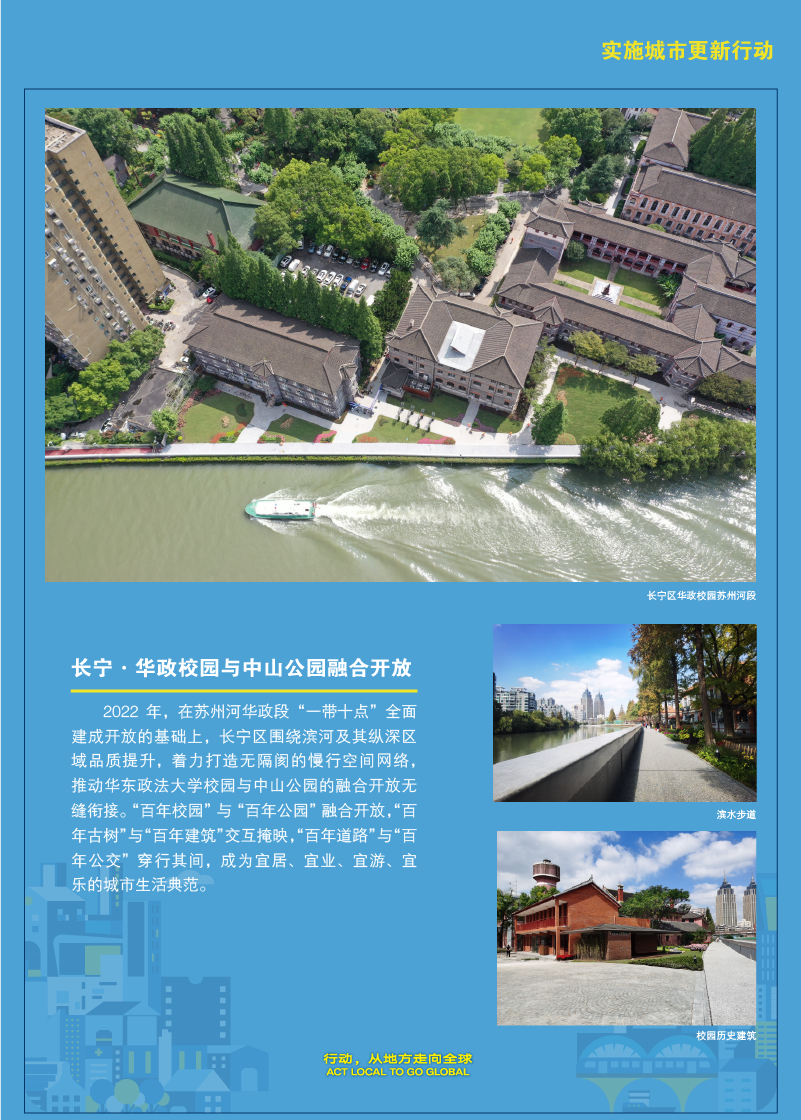 实施城市更新行动
长宁区华政校园苏州河段
长宁·华政校园与中山公园融合开放
2022 年，在苏州河华政段“一带十点”全面
建成开放的基础上，长宁区围绕滨河及其纵深区
域品质提升，着力打造无隔阂的慢行空间网络，
推动华东政法大学校园与中山公园的融合开放无
缝衔接。“百年校园”与“百年公园”融合开放，“百
年古树”与“百年建筑”交互掩映，“百年道路”与“百
年公交”穿行其间，成为宜居、宜业、宜游、宜
乐的城市生活典范。
滨水步道
校园历史建筑
行动，从地方走向全球
ACT LOCAL TO GO GLOBAL